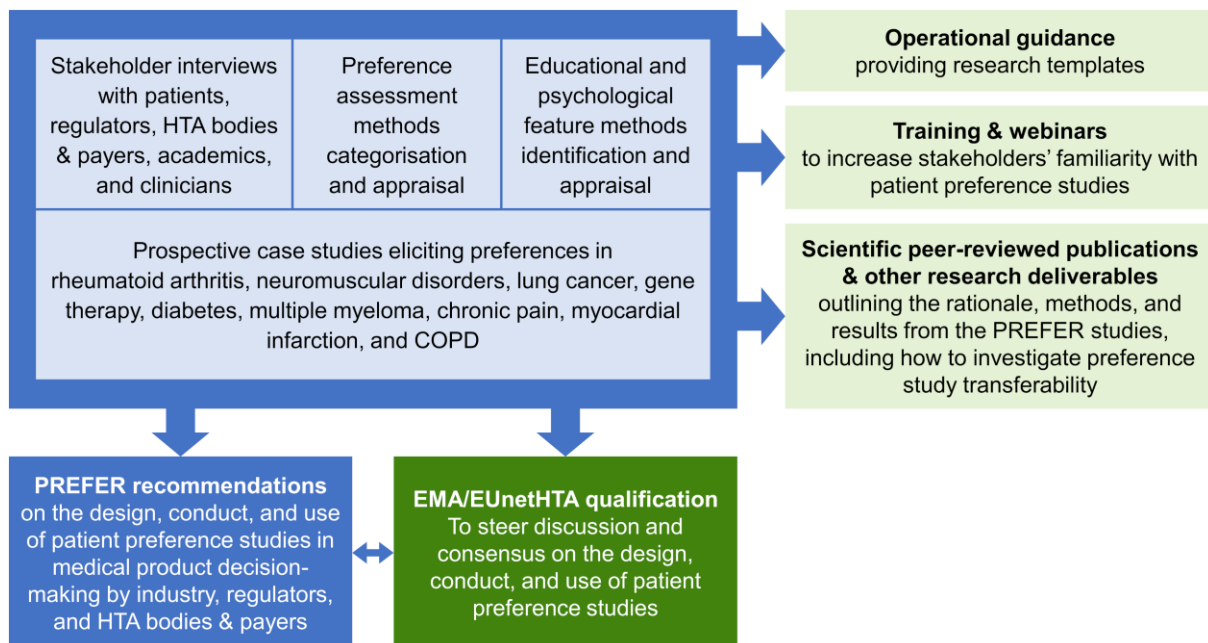 Stakeholder interviews
with patients,
regulators, HTA bodies
& payers, academics,
and clinicians
Preference
assessment
methods
categorisation
and appraisal
Educational and
psychological
feature methods
identification and
appraisal
Prospective case studies eliciting preferences in
rheumatoid arthritis, neuromuscular disorders, lung cancer, gene
therapy, diabetes, multiple myeloma, chronic pain, myocardial
infarction, and COPD
Operational guidance
providing research templates
Training & webinars
to increase stakeholders’ familiarity with
patient preference studies
Scientific peer-reviewed publications
& other research deliverables
outlining the rationale, methods, and
results from the PREFER studies,
including how to investigate preference
study transferability
PREFER recommendations
on the design, conduct, and use
of patient preference studies in
medical product decision-
making by industry, regulators,
and HTA bodies & payers
EMA/EUnetHTA qualification
To steer discussion and
consensus on the design,
conduct, and use of patient
preference studies